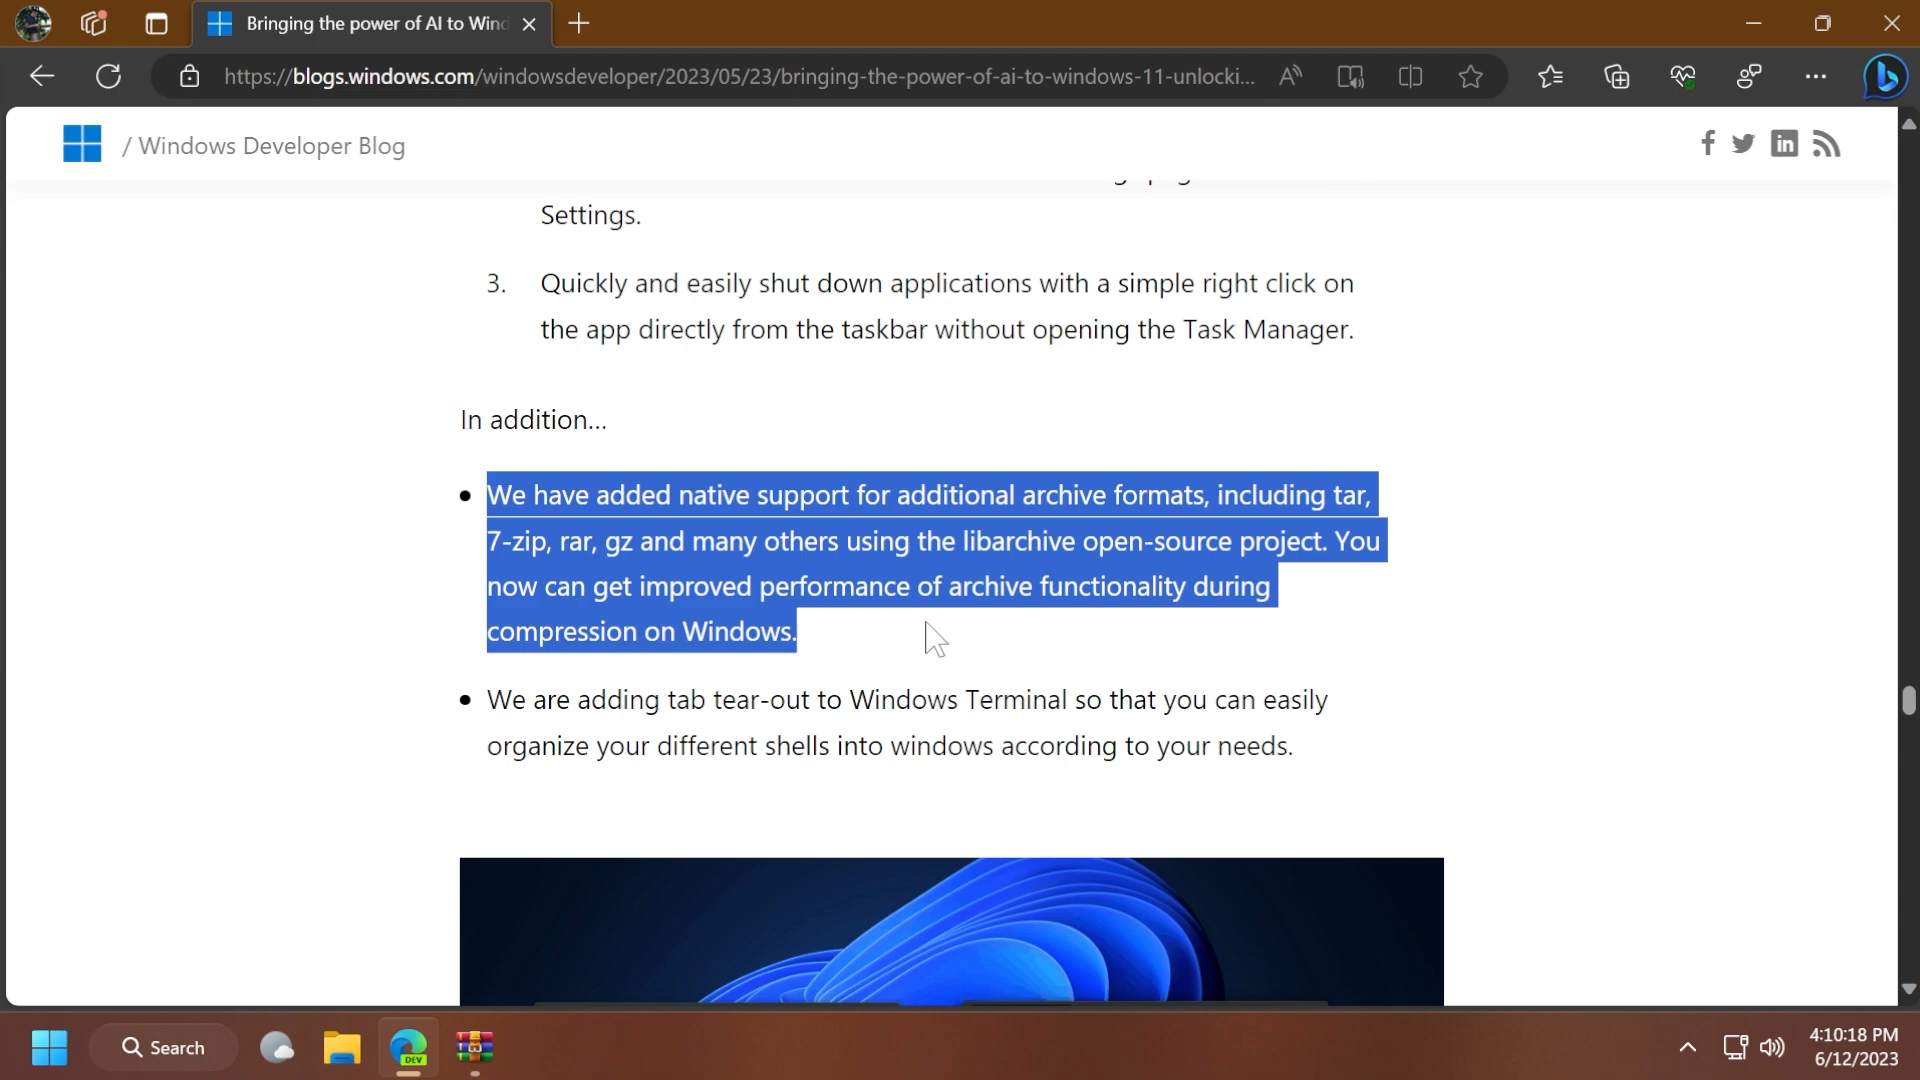 Bringing the power of AI to Wind
https://blogs.windows.com/windowsdeveloper/2023/05/23/bringing-the-power-of-ai-to-windows-11-unlocki...
/ Windows Developer Blog
Settings.
3. Quickly and easily shut down applications with a simple right click on
the app directly from the taskbar without opening the Task Manager.
In addition...
• We have added native support for additional archive formats, including tar,
7-zip, rar, gz and many others using the libarchive open-source project. You
now can get improved performance of archive functionality during
compression on Windows.
• We are adding tab tear-out to Windows Terminal so that you can easily
organize your different shells into windows according to your needs.
Search
DEV
4:10:18 PM
6/12/2023